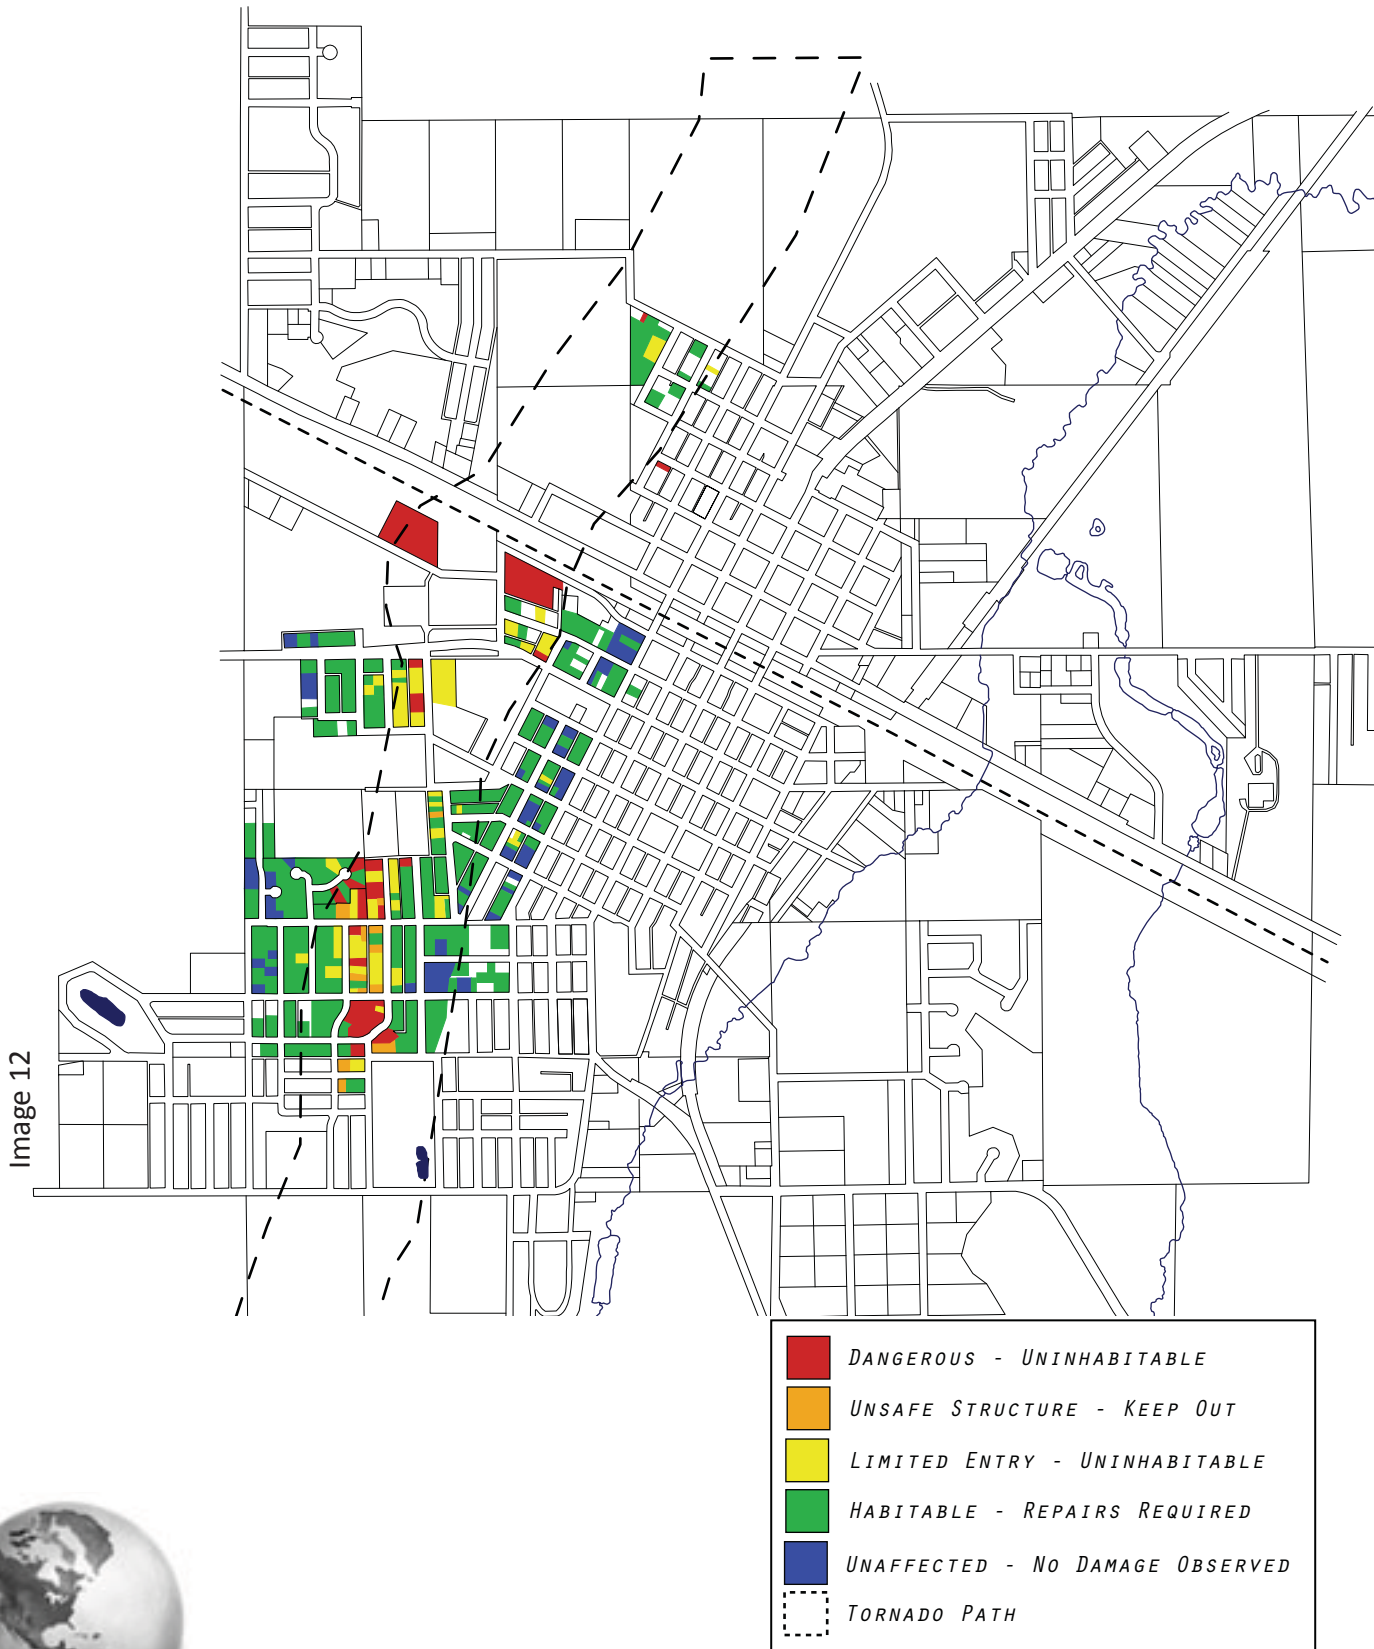 Image 12
DANGEROUS - UNINHABITABLE
UNSAFE STRUCTURE - KEEP OUT
LIMITED ENTRY - UNINHABITABLE
HABITABLE - REPAIRS REQUIRED
UNAFFECTED - NO DAMAGE OBSERVED
TORNADO PATH